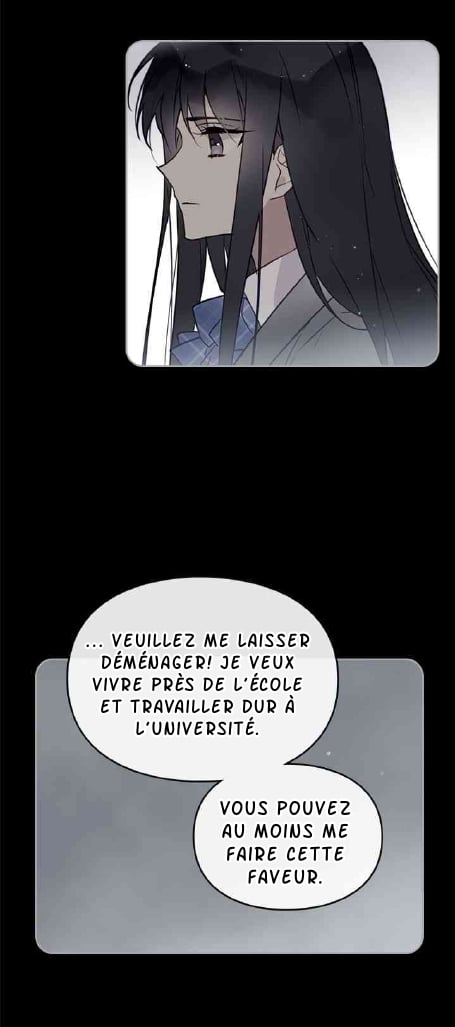 ... VEUILLEZ ME LAISSER
DÉMÉNAGER! JE VEUX
VIVRE PRÈS DE L'ÉCOLE
ET TRAVAILLER DUR À
L'UNIVERSITÉ.
VOUS POUVEZ
AU MOINS ME
FAIRE CETTE
FAVEUR.